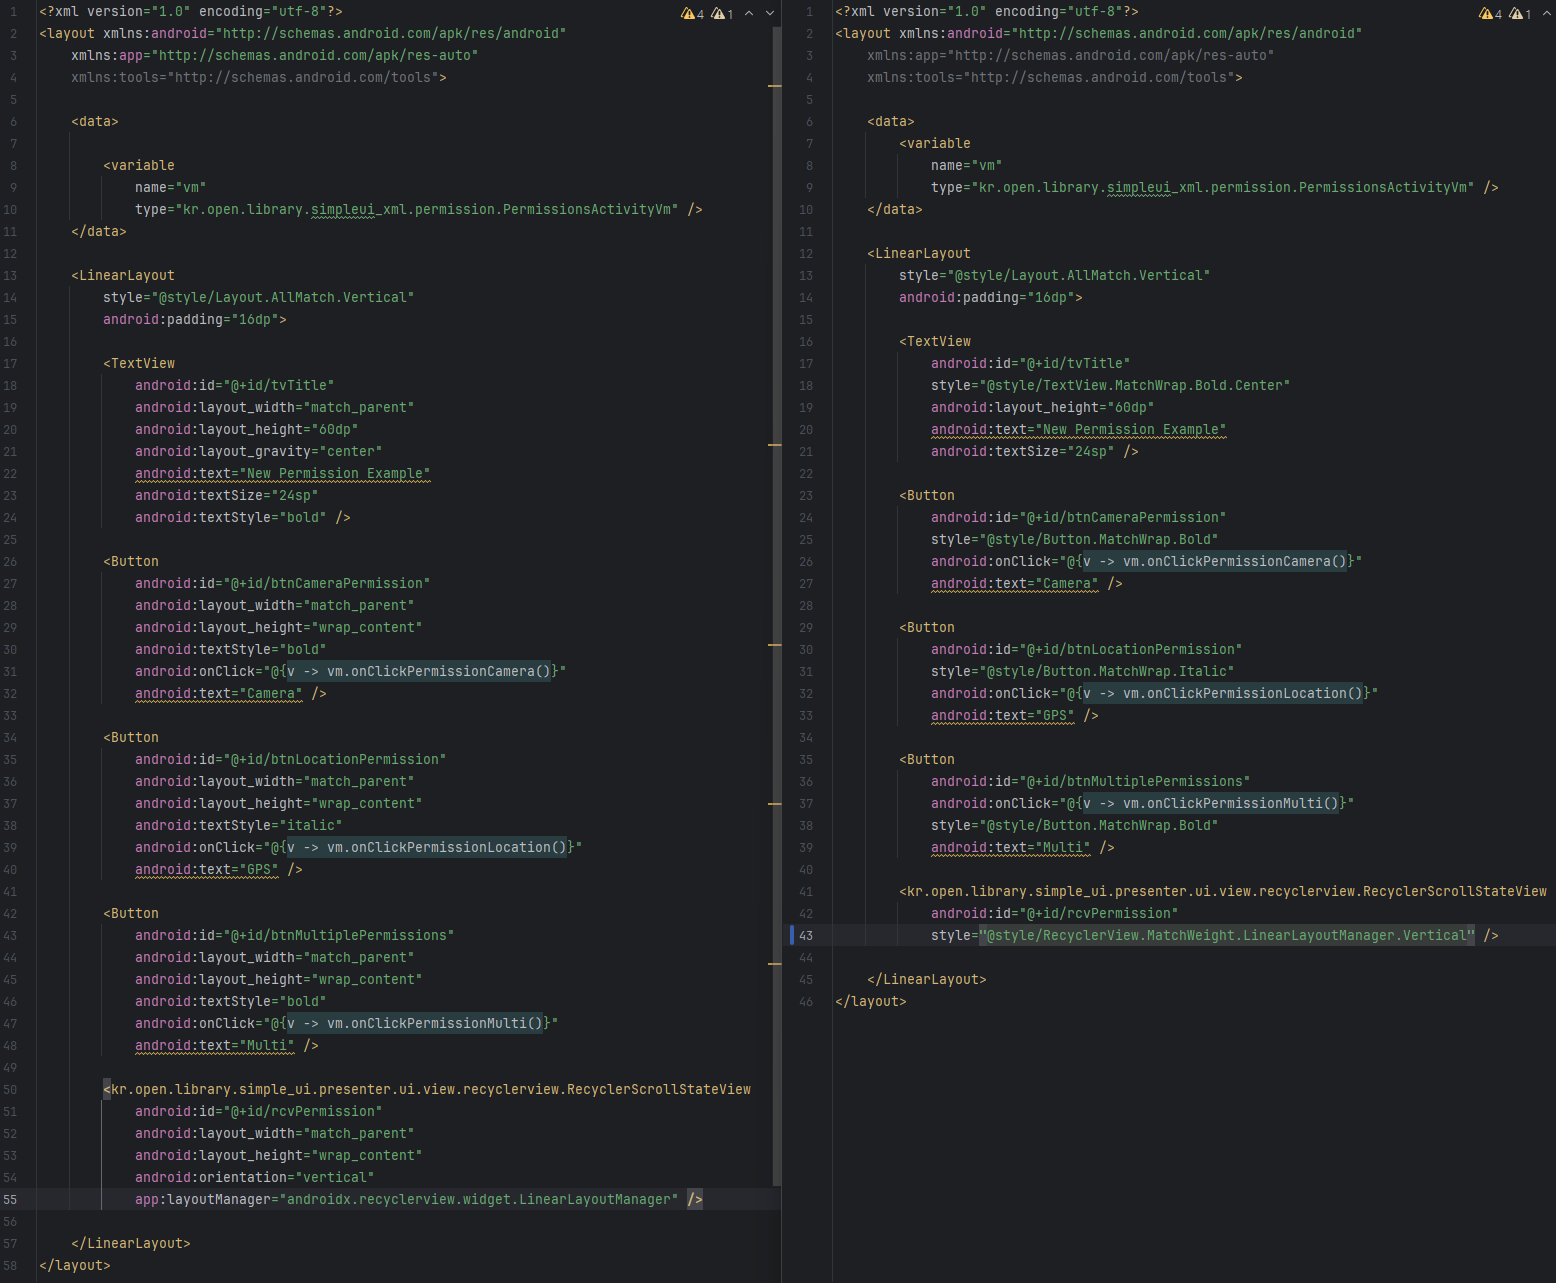 1 <?xml version="1.0" encoding="utf-8"?> 4 1
2 <layout xmlns:android="http://schemas.android.com/apk/res/android"
3 xmlns:app="http://schemas.android.com/apk/res-auto"
4 xmlns:tools="http://schemas.android.com/tools">
5
6 <data>
7
8 <variable
9 name="vm"
10 type="kr.open.library.simpleui_xml.permission.PermissionsActivityVm" />
11 </data>
12
13 <LinearLayout
14 style="@style/Layout.AllMatch.Vertical"
15 android:padding="16dp">
16
17 <TextView
18 android:id="@+id/tvTitle"
19 android:layout_width="match_parent"
20 android:layout_height="60dp"
21 android:layout_gravity="center"
22 android:text="New Permission Example"
23 android:textSize="24sp"
24 android:textStyle="bold" />
25
26 <Button
27 android:id="@+id/btnCameraPermission"
28 android:layout_width="match_parent"
29 android:layout_height="wrap_content"
30 android:textStyle="bold"
31 android:onClick="@{v -> vm.onClickPermissionCamera()}"
32 android:text="Camera" />
33
34 <Button
35 android:id="@+id/btnLocationPermission"
36 android:layout_width="match_parent"
37 android:layout_height="wrap_content"
38 android:textStyle="italic"
39 android:onClick="@{v -> vm.onClickPermissionLocation()}"
40 android:text="GPS" />
41
42 <Button
43 android:id="@+id/btnMultiplePermissions"
44 android:layout_width="match_parent"
45 android:layout_height="wrap_content"
46 android:textStyle="bold"
47 android:onClick="@{v -> vm.onClickPermissionMulti()}"
48 android:text="Multi" />
49
50 <kr.open.library.simple_ui.presenter.ui.view.recyclerview.RecyclerScrollStateView
51 android:id="@+id/rcvPermission"
52 android:layout_width="match_parent"
53 android:layout_height="wrap_content"
54 android:orientation="vertical"
55 app:layoutManager="androidx.recyclerview.widget.LinearLayoutManager" />
56
57 </LinearLayout>
58 </layout>
1 <?xml version="1.0" encoding="utf-8"?> 4 1
2 <layout xmlns:android="http://schemas.android.com/apk/res/android"
3 xmlns:app="http://schemas.android.com/apk/res-auto"
4 xmlns:tools="http://schemas.android.com/tools">
5
6 <data>
7 <variable
8 name="vm"
9 type="kr.open.library.simpleui_xml.permission.PermissionsActivityVm" />
10 </data>
11
12 <LinearLayout
13 style="@style/Layout.AllMatch.Vertical"
14 android:padding="16dp">
15
16 <TextView
17 android:id="@+id/tvTitle"
18 style="@style/TextView.MatchWrap.Bold.Center"
19 android:layout_height="60dp"
20 android:text="New Permission Example"
21 android:textSize="24sp" />
22
23 <Button
24 android:id="@+id/btnCameraPermission"
25 style="@style/Button.MatchWrap.Bold"
26 android:onClick="@{v -> vm.onClickPermissionCamera()}"
27 android:text="Camera" />
28
29 <Button
30 android:id="@+id/btnLocationPermission"
31 style="@style/Button.MatchWrap.Italic"
32 android:onClick="@{v -> vm.onClickPermissionLocation()}"
33 android:text="GPS" />
34
35 <Button
36 android:id="@+id/btnMultiplePermissions"
37 android:onClick="@{v -> vm.onClickPermissionMulti()}"
38 style="@style/Button.MatchWrap.Bold"
39 android:text="Multi" />
40
41 <kr.open.library.simple_ui.presenter.ui.view.recyclerview.RecyclerScrollStateView
42 android:id="@+id/rcvPermission"
43 style="@style/RecyclerView.MatchWeight.LinearLayoutManager.Vertical" />
44
45 </LinearLayout>
46 </layout>